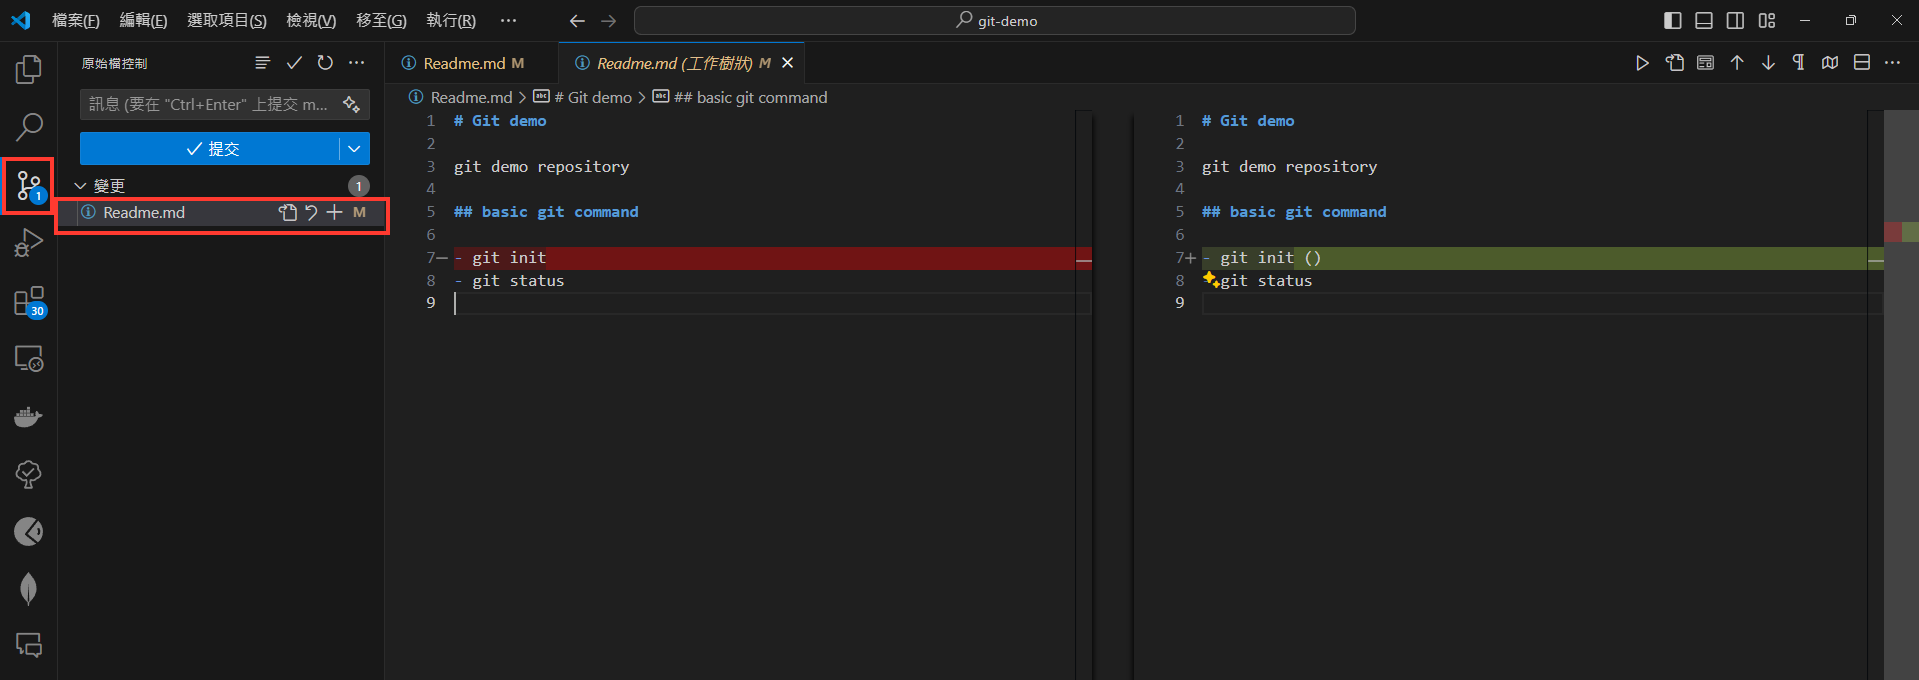 檔案(F) 編輯(E) 選取項目(S) 檢視(V) 移至(G) 執行(R) ··· git-demo
原始檔控制
訊息 (要在 "Ctrl+Enter" 上提交 m...
提交
變更 1
Readme.md M
1
30
Readme.md M Readme.md (工作樹狀) M
Readme.md > # Git demo > ## basic git command
1 # Git demo
2
3 git demo repository
4
5 ## basic git command
6
7— - git init
8 - git status
9
1 # Git demo
2
3 git demo repository
4
5 ## basic git command
6
7+ - git init ()
8 git status
9